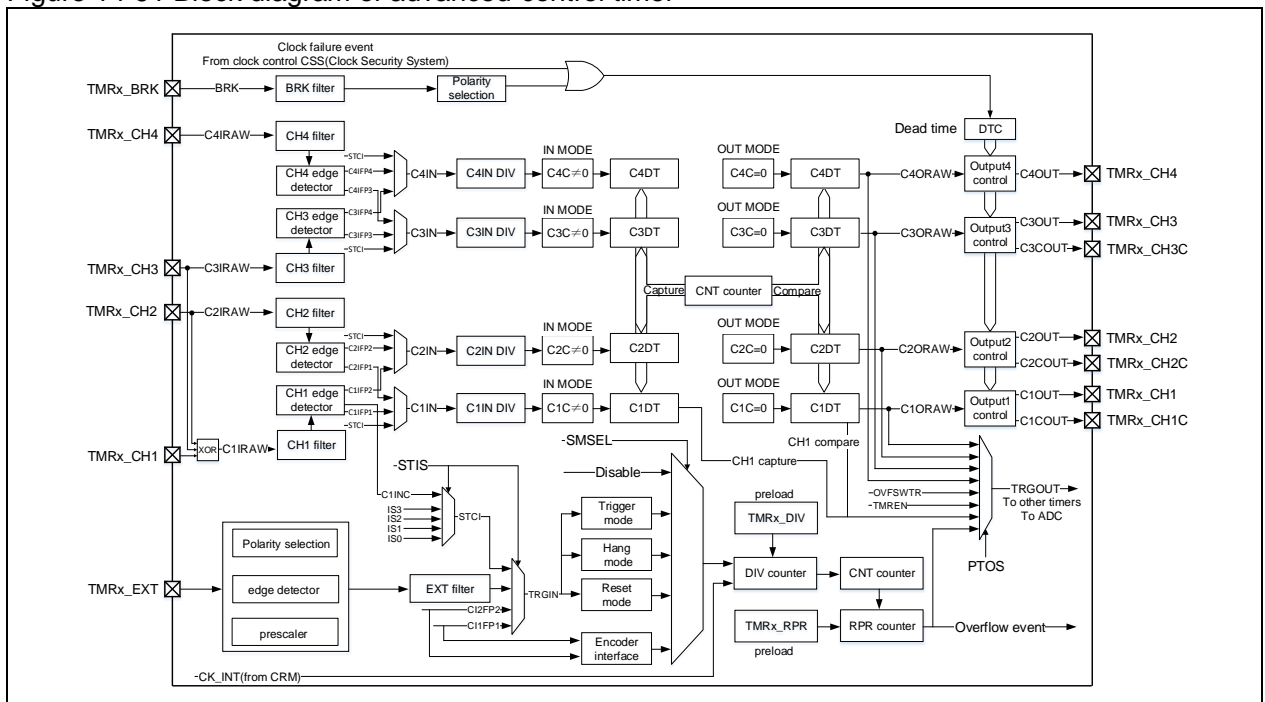 Clock failure event
From clock control CSS(Clock Security System)
TMRx_BRK
BRK
BRK filter
Polarity
selection
TMRx_CH4
C4IRAW
CH4 filter
Dead time
DTC
STCI
C4IFP4
C4IFP3
CH4 edge
detector
C4IN
C4IN DIV
IN MODE
C4C≠0
C4DT
OUT MODE
C4C=0
C4DT
C4ORAW
Output4
control
C4OUT
TMRx_CH4
CH3 edge
detector
C3IFP4
C3IFP3
STCI
C3IN
C3IN DIV
IN MODE
C3C≠0
C3DT
OUT MODE
C3C=0
C3DT
C3ORAW
Output3
control
C3OUT
TMRx_CH3
C3COUT
TMRx_CH3C
TMRx_CH3
C3IRAW
CH3 filter
Capture
CNT counter
Compare
TMRx_CH2
C2IRAW
CH2 filter
STCI
C2IFP2
C2IFP1
CH2 edge
detector
C2IN
C2IN DIV
IN MODE
C2C≠0
C2DT
OUT MODE
C2C=0
C2DT
C2ORAW
Output2
control
C2OUT
TMRx_CH2
C2COUT
TMRx_CH2C
CH1 edge
detector
C1IFP2
C1IFP1
STCI
C1IN
C1IN DIV
IN MODE
C1C≠0
C1DT
OUT MODE
C1C=0
C1DT
C1ORAW
Output1
control
C1OUT
TMRx_CH1
C1COUT
TMRx_CH1C
TMRx_CH1
XOR
C1IRAW
CH1 filter
CH1 compare
CH1 capture
SMSEL
Disable
STIS
C1INC
IS3
IS2
IS1
IS0
STCI
Trigger
mode
Hang
mode
Reset
mode
Encoder
interface
preload
TMRx_DIV
OVFSWTR
TMREN
TRGOUT
To other timers
To ADC
PTOS
Polarity selection
edge detector
prescaler
TMRx_EXT
EXT filter
CI2FP2
CI1FP1
TRGIN
DIV counter
CNT counter
TMRx_RPR
preload
RPR counter
Overflow event
CK_INT(from CRM)